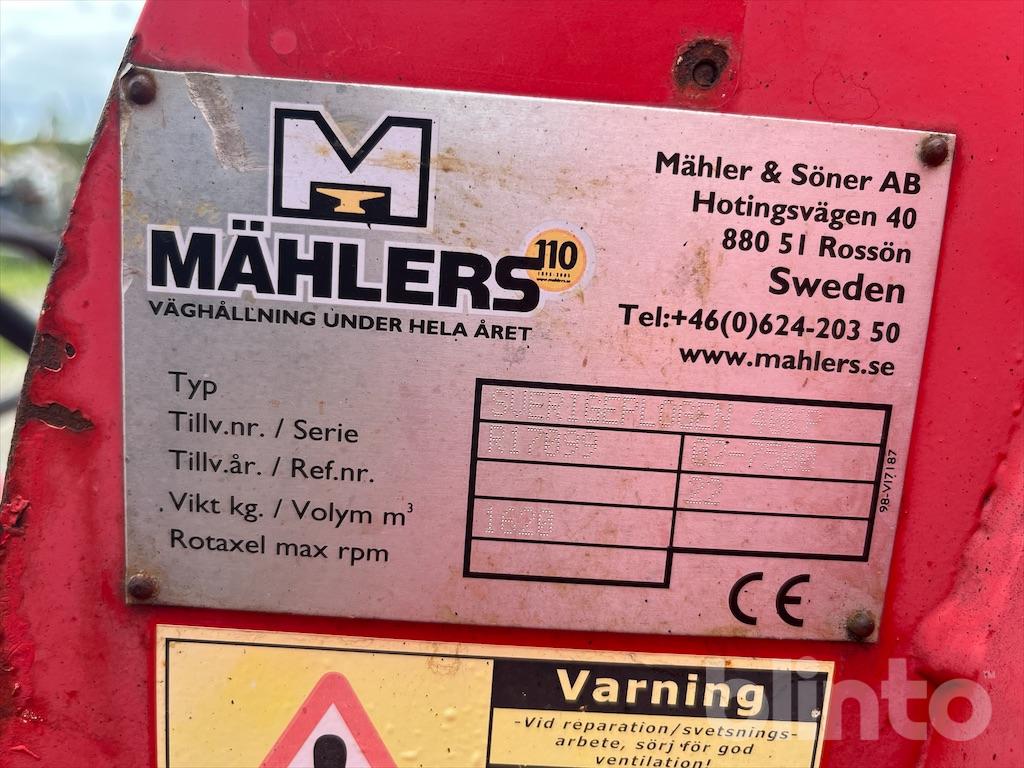 M
MÄHLERS
110
VÄGHÅLLNING UNDER HELA ÅRET
Mähler & Söner AB
Hotingsvägen 40
880 51 Rossön
Sweden
Tel:+46(0)624-203 50
www.mahlers.se
Typ
SVERIGEPLOGEN
Tillv.nr. / Serie
R17099
Tillv.år. / Ref.nr.
22
Vikt kg. / Volym m³
1620
Rotaxel max rpm
98-V17187
CE
Varning
-Vid reparation/svetsnings-
arbete, sörj för god
ventilation!
blinto